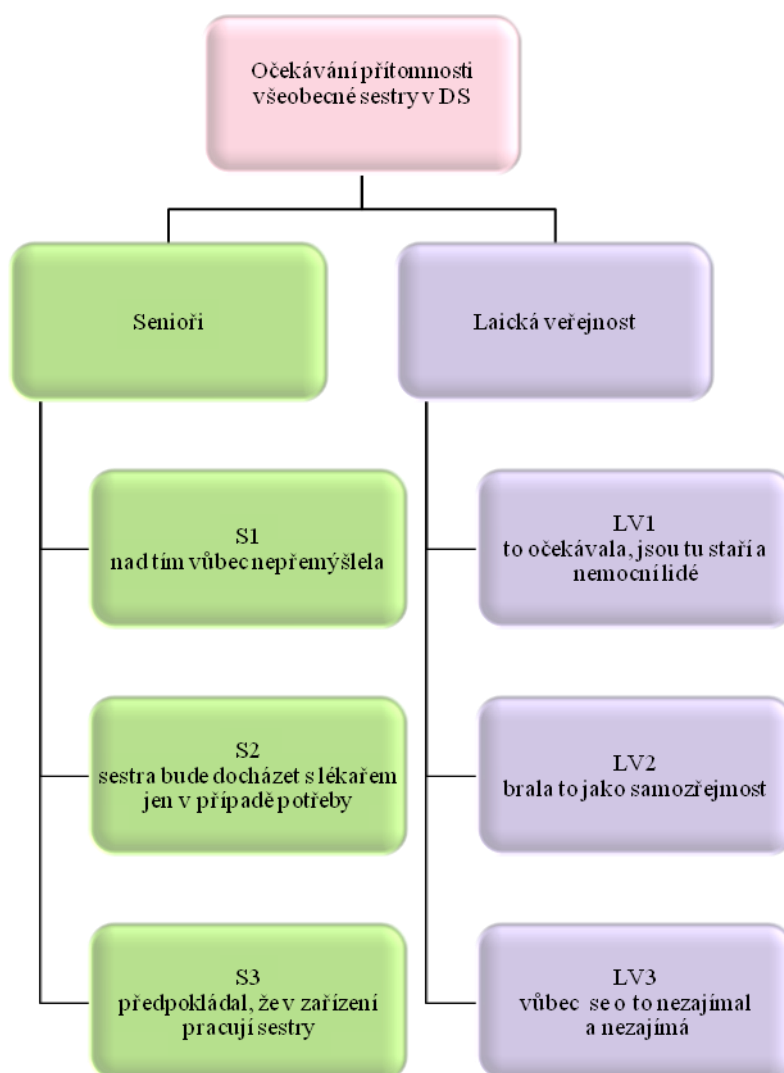 Očekávání přítomnosti
všeobecné sestry v DS
Senioři
Laická veřejnost
S1
nad tím vůbec nepřemýšlela
LV1
to očekávala, jsou tu staří a
nemocní lidé
S2
sestra bude docházet s lékařem
jen v případě potřeby
LV2
brala to jako samozřejmost
S3
předpokládal, že v zařízení
pracují sestry
LV3
vůbec se o to nezajímal
a nezajímá